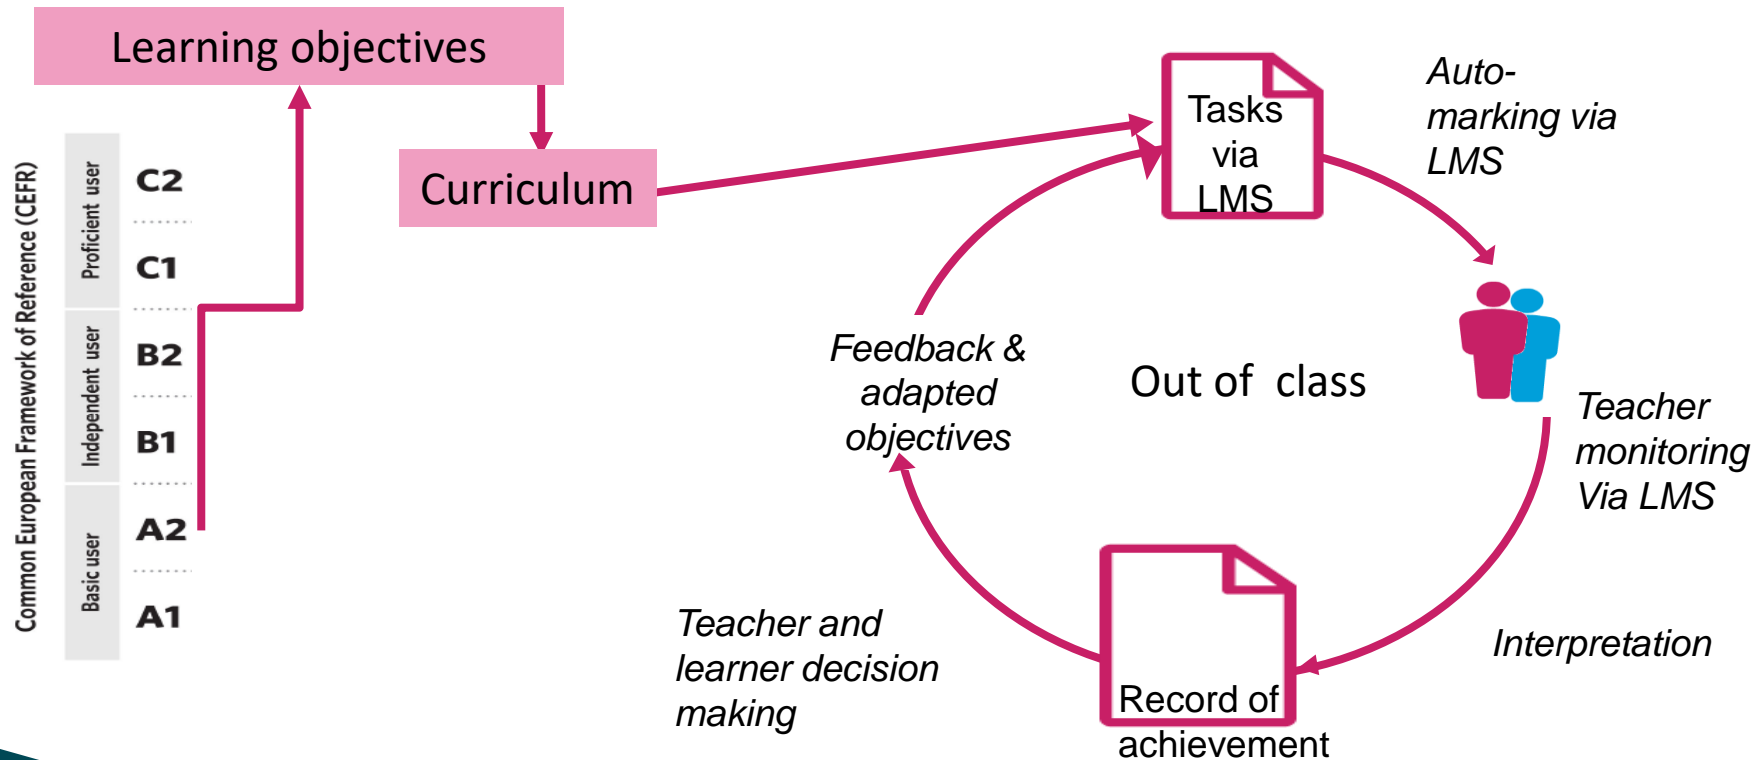 Learning objectives
Curriculum
Common European Framework of Reference (CEFR)
Proficient user
C2
C1
Independent user
B2
B1
Basic user
A2
A1
Tasks
via
LMS
Auto-
marking via
LMS
Out of class
Teacher
monitoring
Via LMS
Interpretation
Record of
achievement
Teacher and
learner decision
making
Feedback &
adapted
objectives